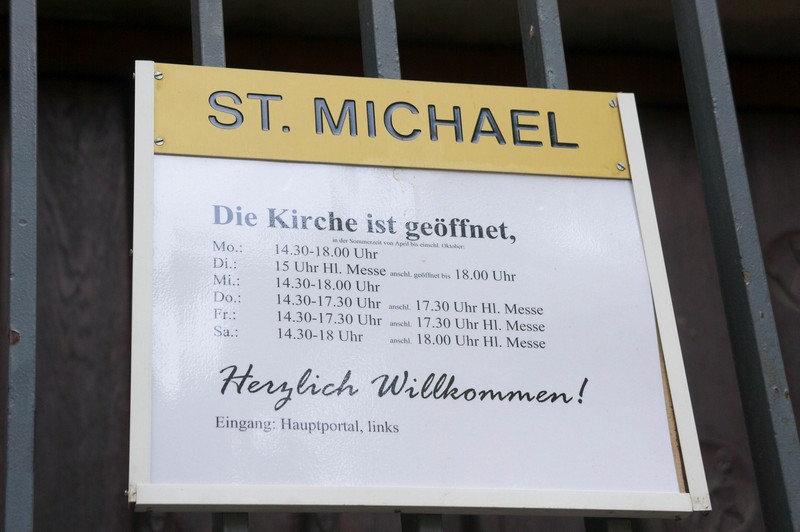 ST. MICHAEL
Die Kirche ist geöffnet,
in der Sommerzeit von April bis einschl. Oktober:
Mo.: 14.30-18.00 Uhr
Di.: 15 Uhr Hl. Messe anschl. geöffnet bis 18.00 Uhr
Mi.: 14.30-18.00 Uhr
Do.: 14.30-17.30 Uhr anschl. 17.30 Uhr Hl. Messe
Fr.: 14.30-17.30 Uhr anschl. 17.30 Uhr Hl. Messe
Sa.: 14.30-18 Uhr anschl. 18.00 Uhr Hl. Messe
Herzlich Willkommen!
Eingang: Hauptportal, links